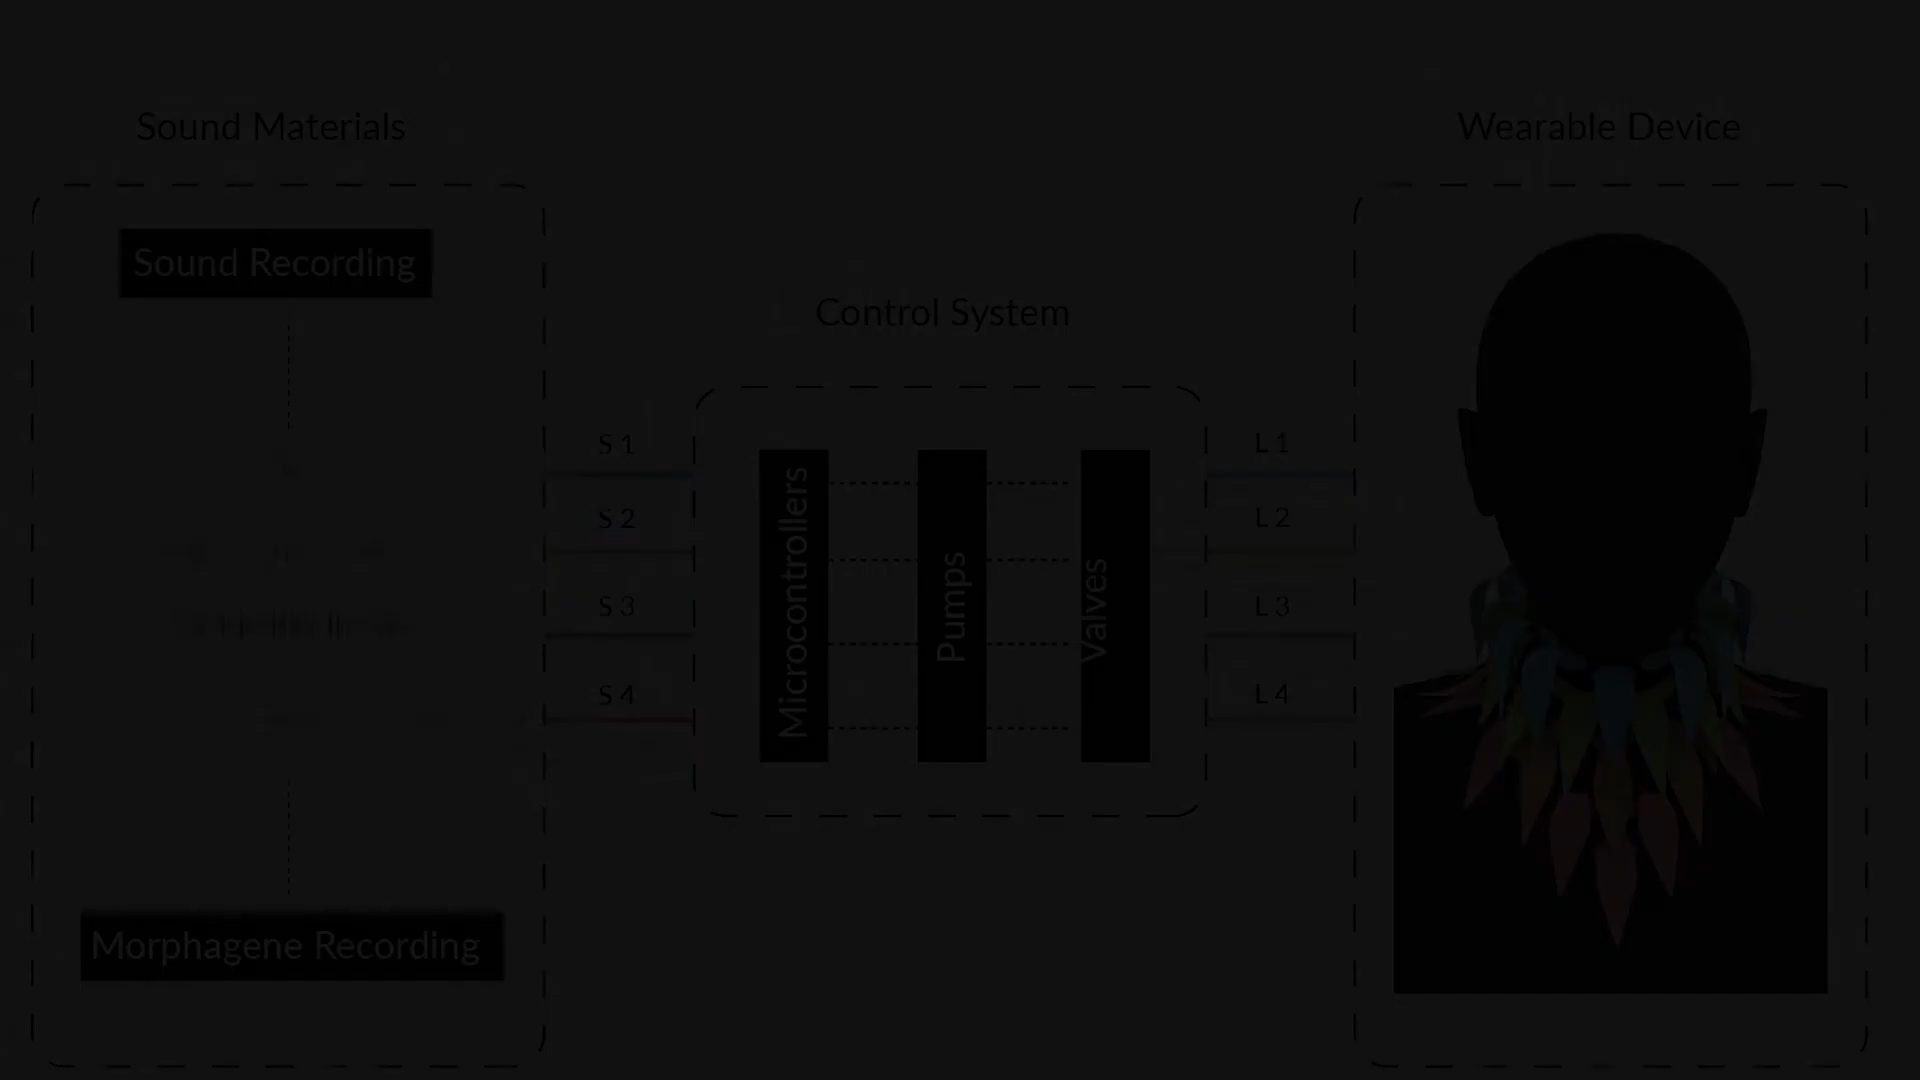 Sound Materials
Sound Recording
Morphagene Recording
S 1
S 2
S 3
S 4
Control System
Microcontrollers
Pumps
Valves
L 1
L 2
L 3
L 4
Wearable Device